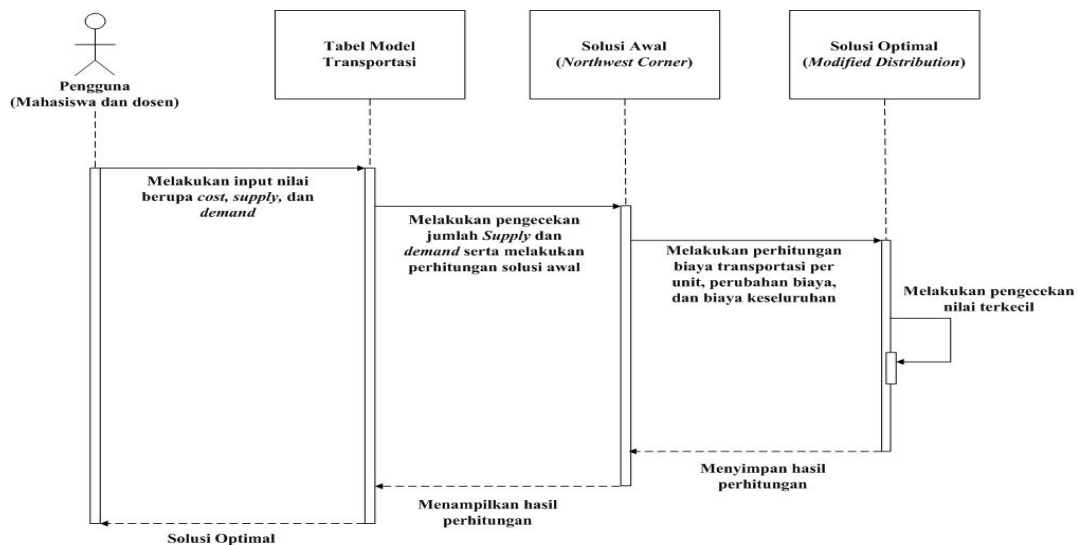 Pengguna
(Mahasiswa dan dosen)
Tabel Model
Transportasi
Solusi Awal
(Northwest Corner)
Solusi Optimal
(Modified Distribution)
Melakukan input nilai
berupa cost, supply, dan
demand
Melakukan pengecekan
jumlah Supply dan
demand serta melakukan
perhitungan solusi awal
Melakukan perhitungan
biaya transportasi per
unit, perubahan biaya,
dan biaya keseluruhan
Melakukan pengecekan
nilai terkecil
Menyimpan hasil
perhitungan
Menampilkan hasil
perhitungan
Solusi Optimal